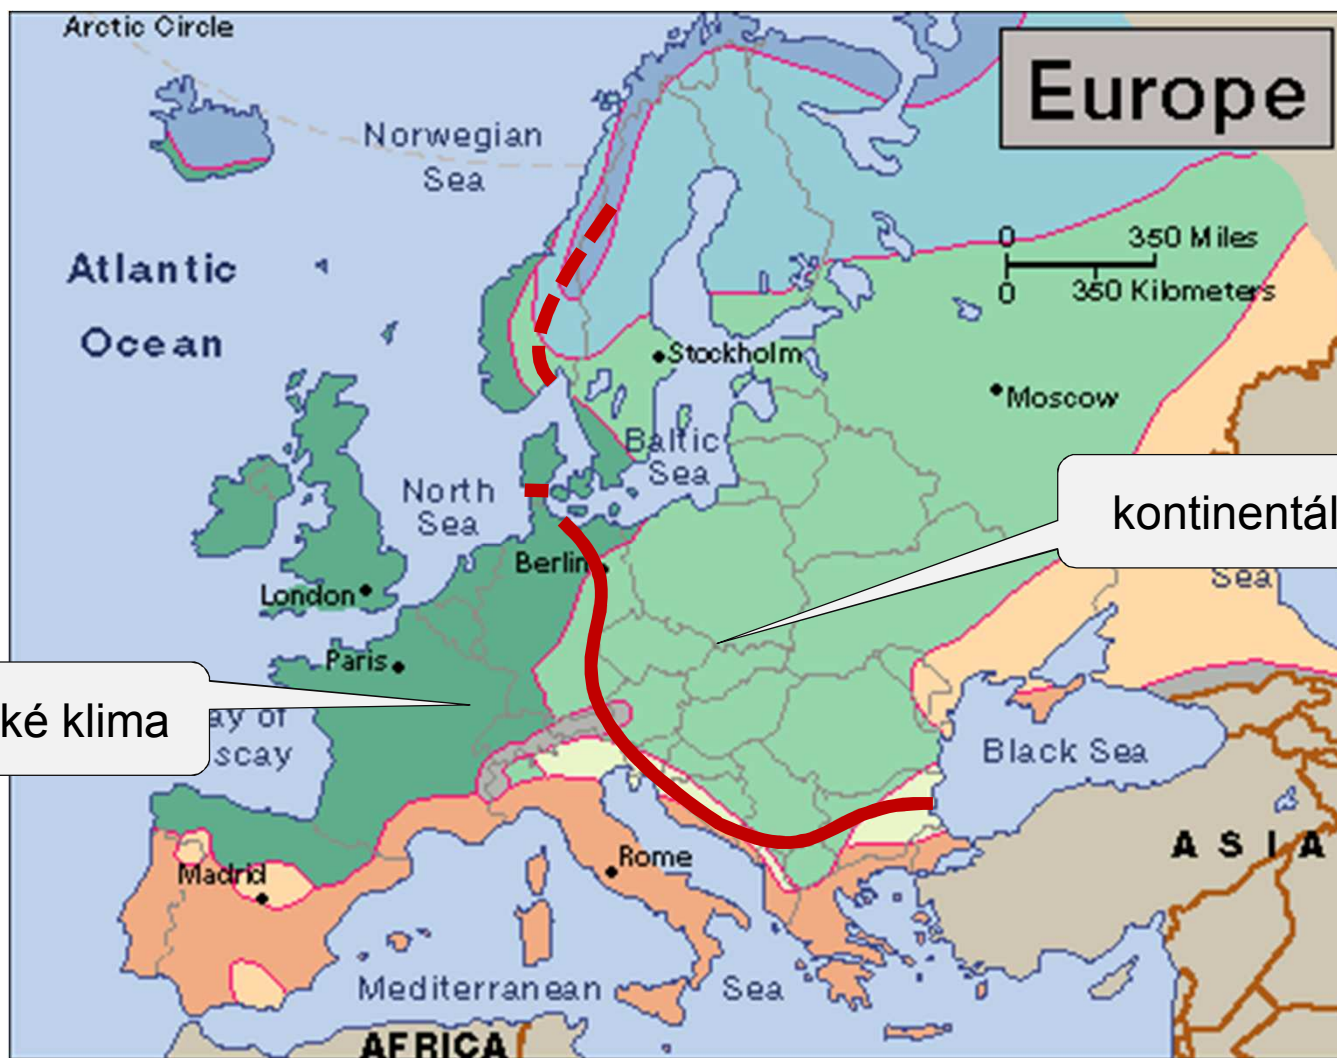 Arctic Circle
Europe
Norwegian
Sea
0 350 Miles
0 350 Kilometers
Atlantic
Ocean
Stockholm
Moscow
Baltic
Sea
North
Sea
kontinentál
Berlin
Sea
London
Paris
ké klima
ay of
scay
Black Sea
ASIA
Rome
Madrid
Mediterranean Sea
AFRICA